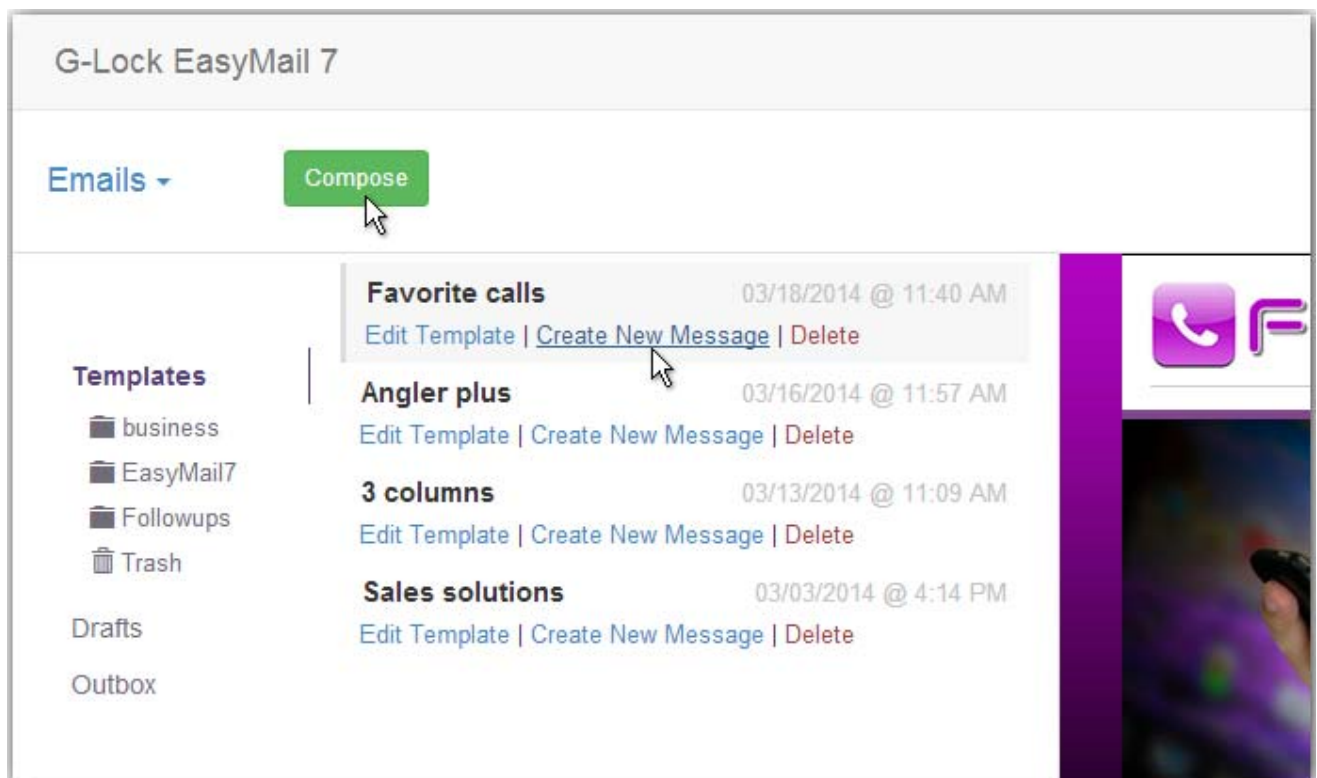 G-Lock EasyMail 7
Emails
Compose
Templates
business
EasyMail7
Followups
Trash
Drafts
Outbox
Favorite calls 03/18/2014 @ 11:40 AM
Edit Template | Create New Message | Delete
Angler plus 03/16/2014 @ 11:57 AM
Edit Template | Create New Message | Delete
3 columns 03/13/2014 @ 11:09 AM
Edit Template | Create New Message | Delete
Sales solutions 03/03/2014 @ 4:14 PM
Edit Template | Create New Message | Delete
F